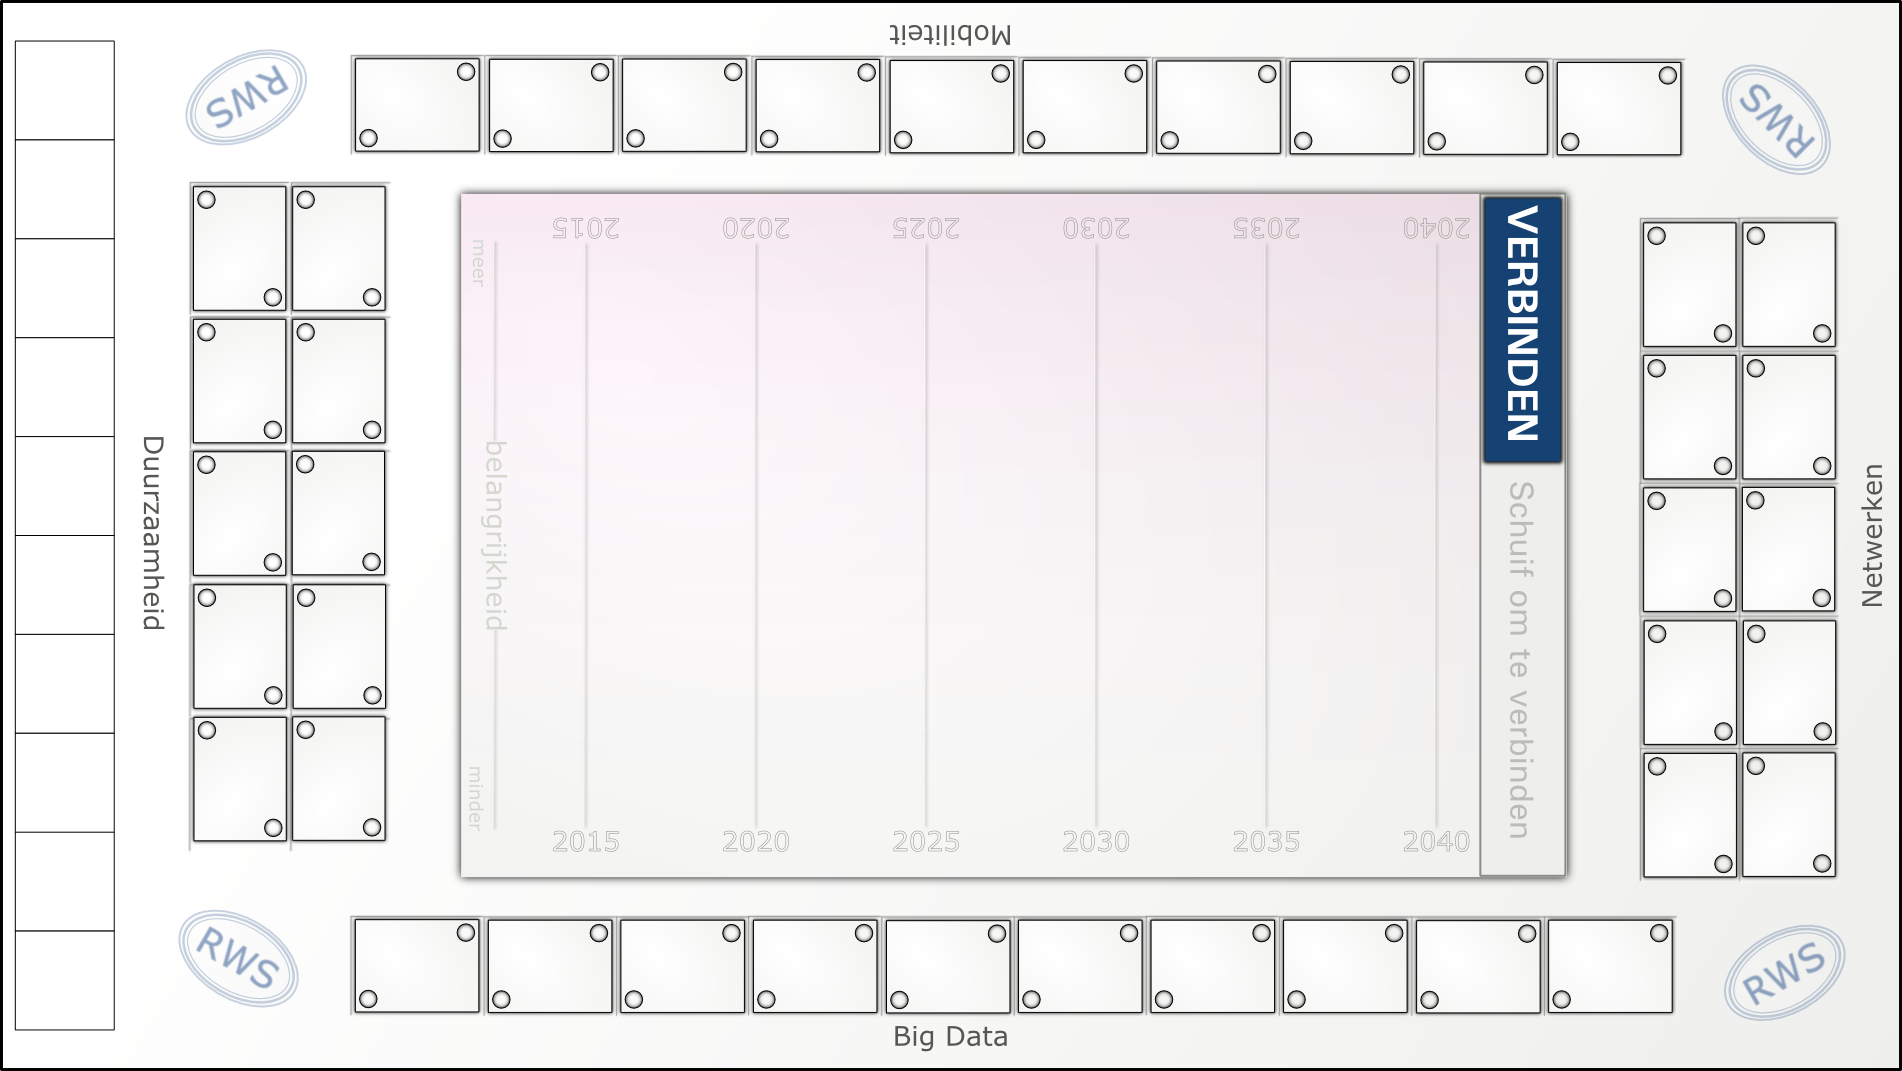 Mobiliteit
RWS
RWS
2015
2020
2025
2030
2035
2040
meer
belangrijkheid
minder
VERBINDEN
Schuif om te verbinden
Duurzaamheid
Netwerken
2015
2020
2025
2030
2035
2040
RWS
RWS
Big Data